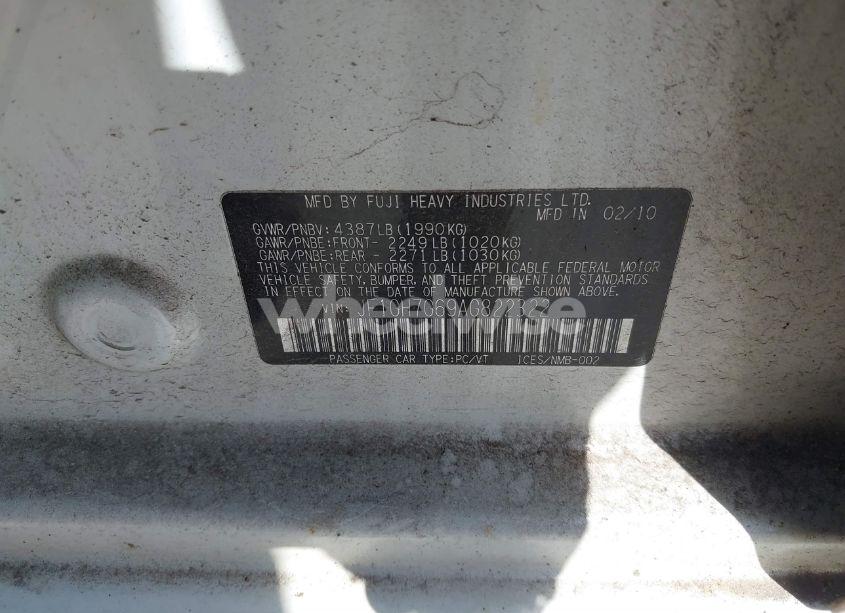 MFD BY FUJI HEAVY INDUSTRIES LTD.
MFD IN 02/10
GVWR/PNBV: 4387LB(1990KG)
GAWR/PNBE:FRONT- 2249LB(1020KG)
GAWR/PNBE:REAR - 2271LB(1030KG)
THIS VEHICLE CONFORMS TO ALL APPLICABLE FEDERAL MOTOR
VEHICLE SAFETY, BUMPER, AND THEFT PREVENTION STANDARDS
IN EFFECT ON THE DATE OF MANUFACTURE SHOWN ABOVE.
wheelwise
PASSENGER CAR TYPE:PC/VT ICES/NMB-002